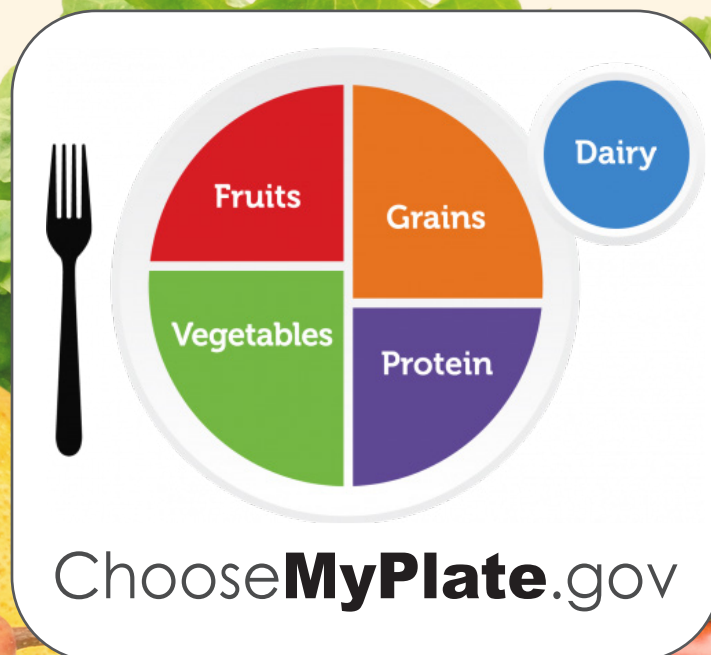 Fruits
Grains
Dairy
Vegetables
Protein
ChooseMyPlate.gov